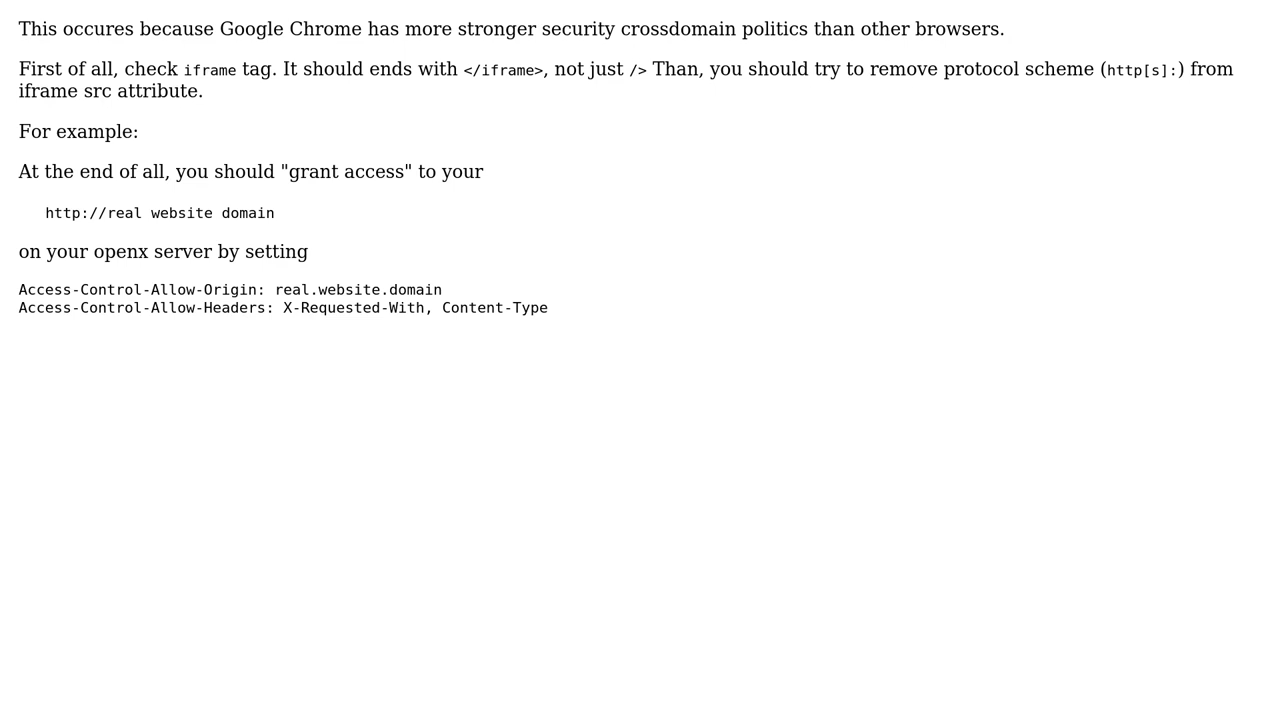 This occures because Google Chrome has more stronger security crossdomain politics than other browsers.
First of all, check iframe tag. It should ends with </iframe>, not just /> Than, you should try to remove protocol scheme (http[s]:) from
iframe src attribute.
For example:
At the end of all, you should "grant access" to your
http://real website domain
on your openx server by setting
Access-Control-Allow-Origin: real.website.domain
Access-Control-Allow-Headers: X-Requested-With, Content-Type